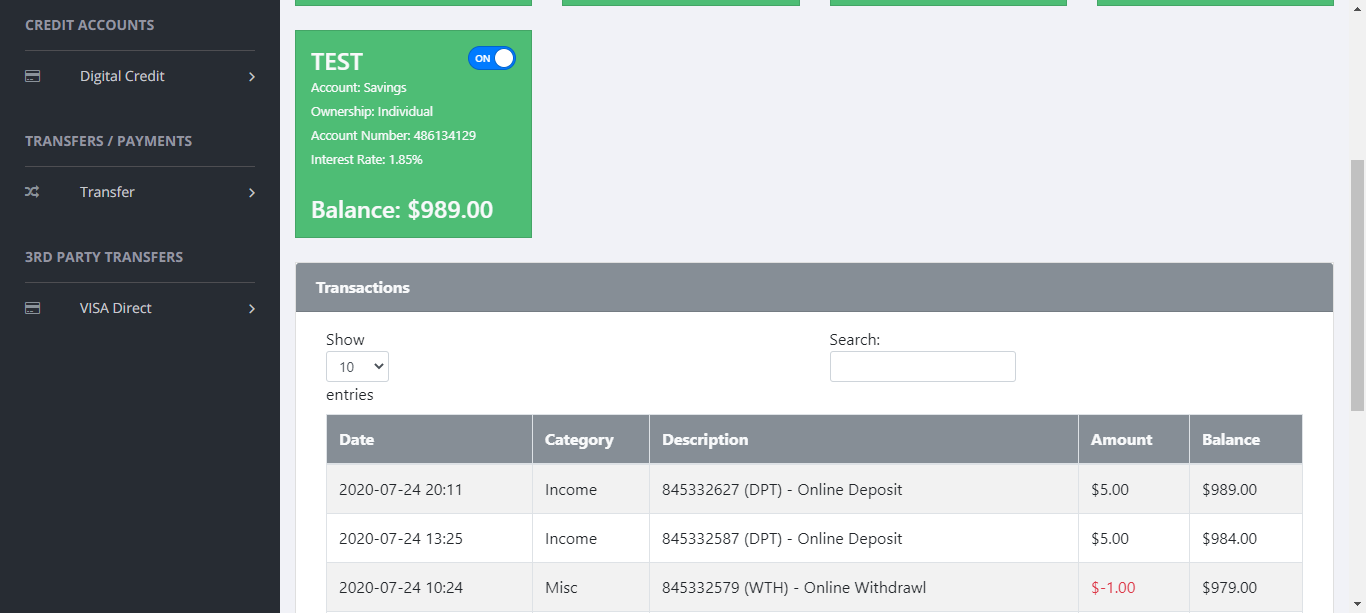 CREDIT ACCOUNTS
Digital Credit
TRANSFERS / PAYMENTS
Transfer
3RD PARTY TRANSFERS
VISA Direct
TEST
ON
Account: Savings
Ownership: Individual
Account Number: 486134129
Interest Rate: 1.85%
Balance: $989.00
Transactions
Show
10
entries
Search:
Date Category Description Amount Balance
2020-07-24 20:11 Income 845332627 (DPT) - Online Deposit $5.00 $989.00
2020-07-24 13:25 Income 845332587 (DPT) - Online Deposit $5.00 $984.00
2020-07-24 10:24 Misc 845332579 (WTH) - Online Withdrawl $-1.00 $979.00